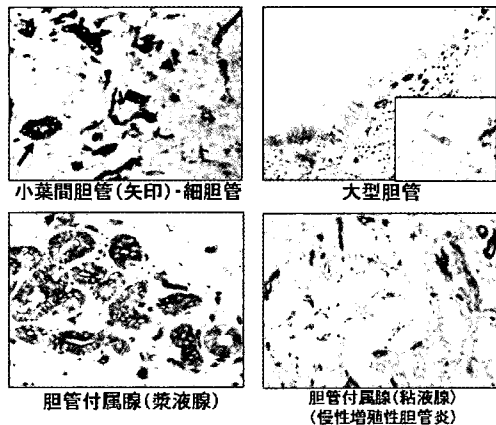 小葉間胆管(矢印)・細胆管
大型胆管
胆管付属腺(漿液腺)
胆管付属腺(粘液腺)
(慢性増殖性胆管炎)